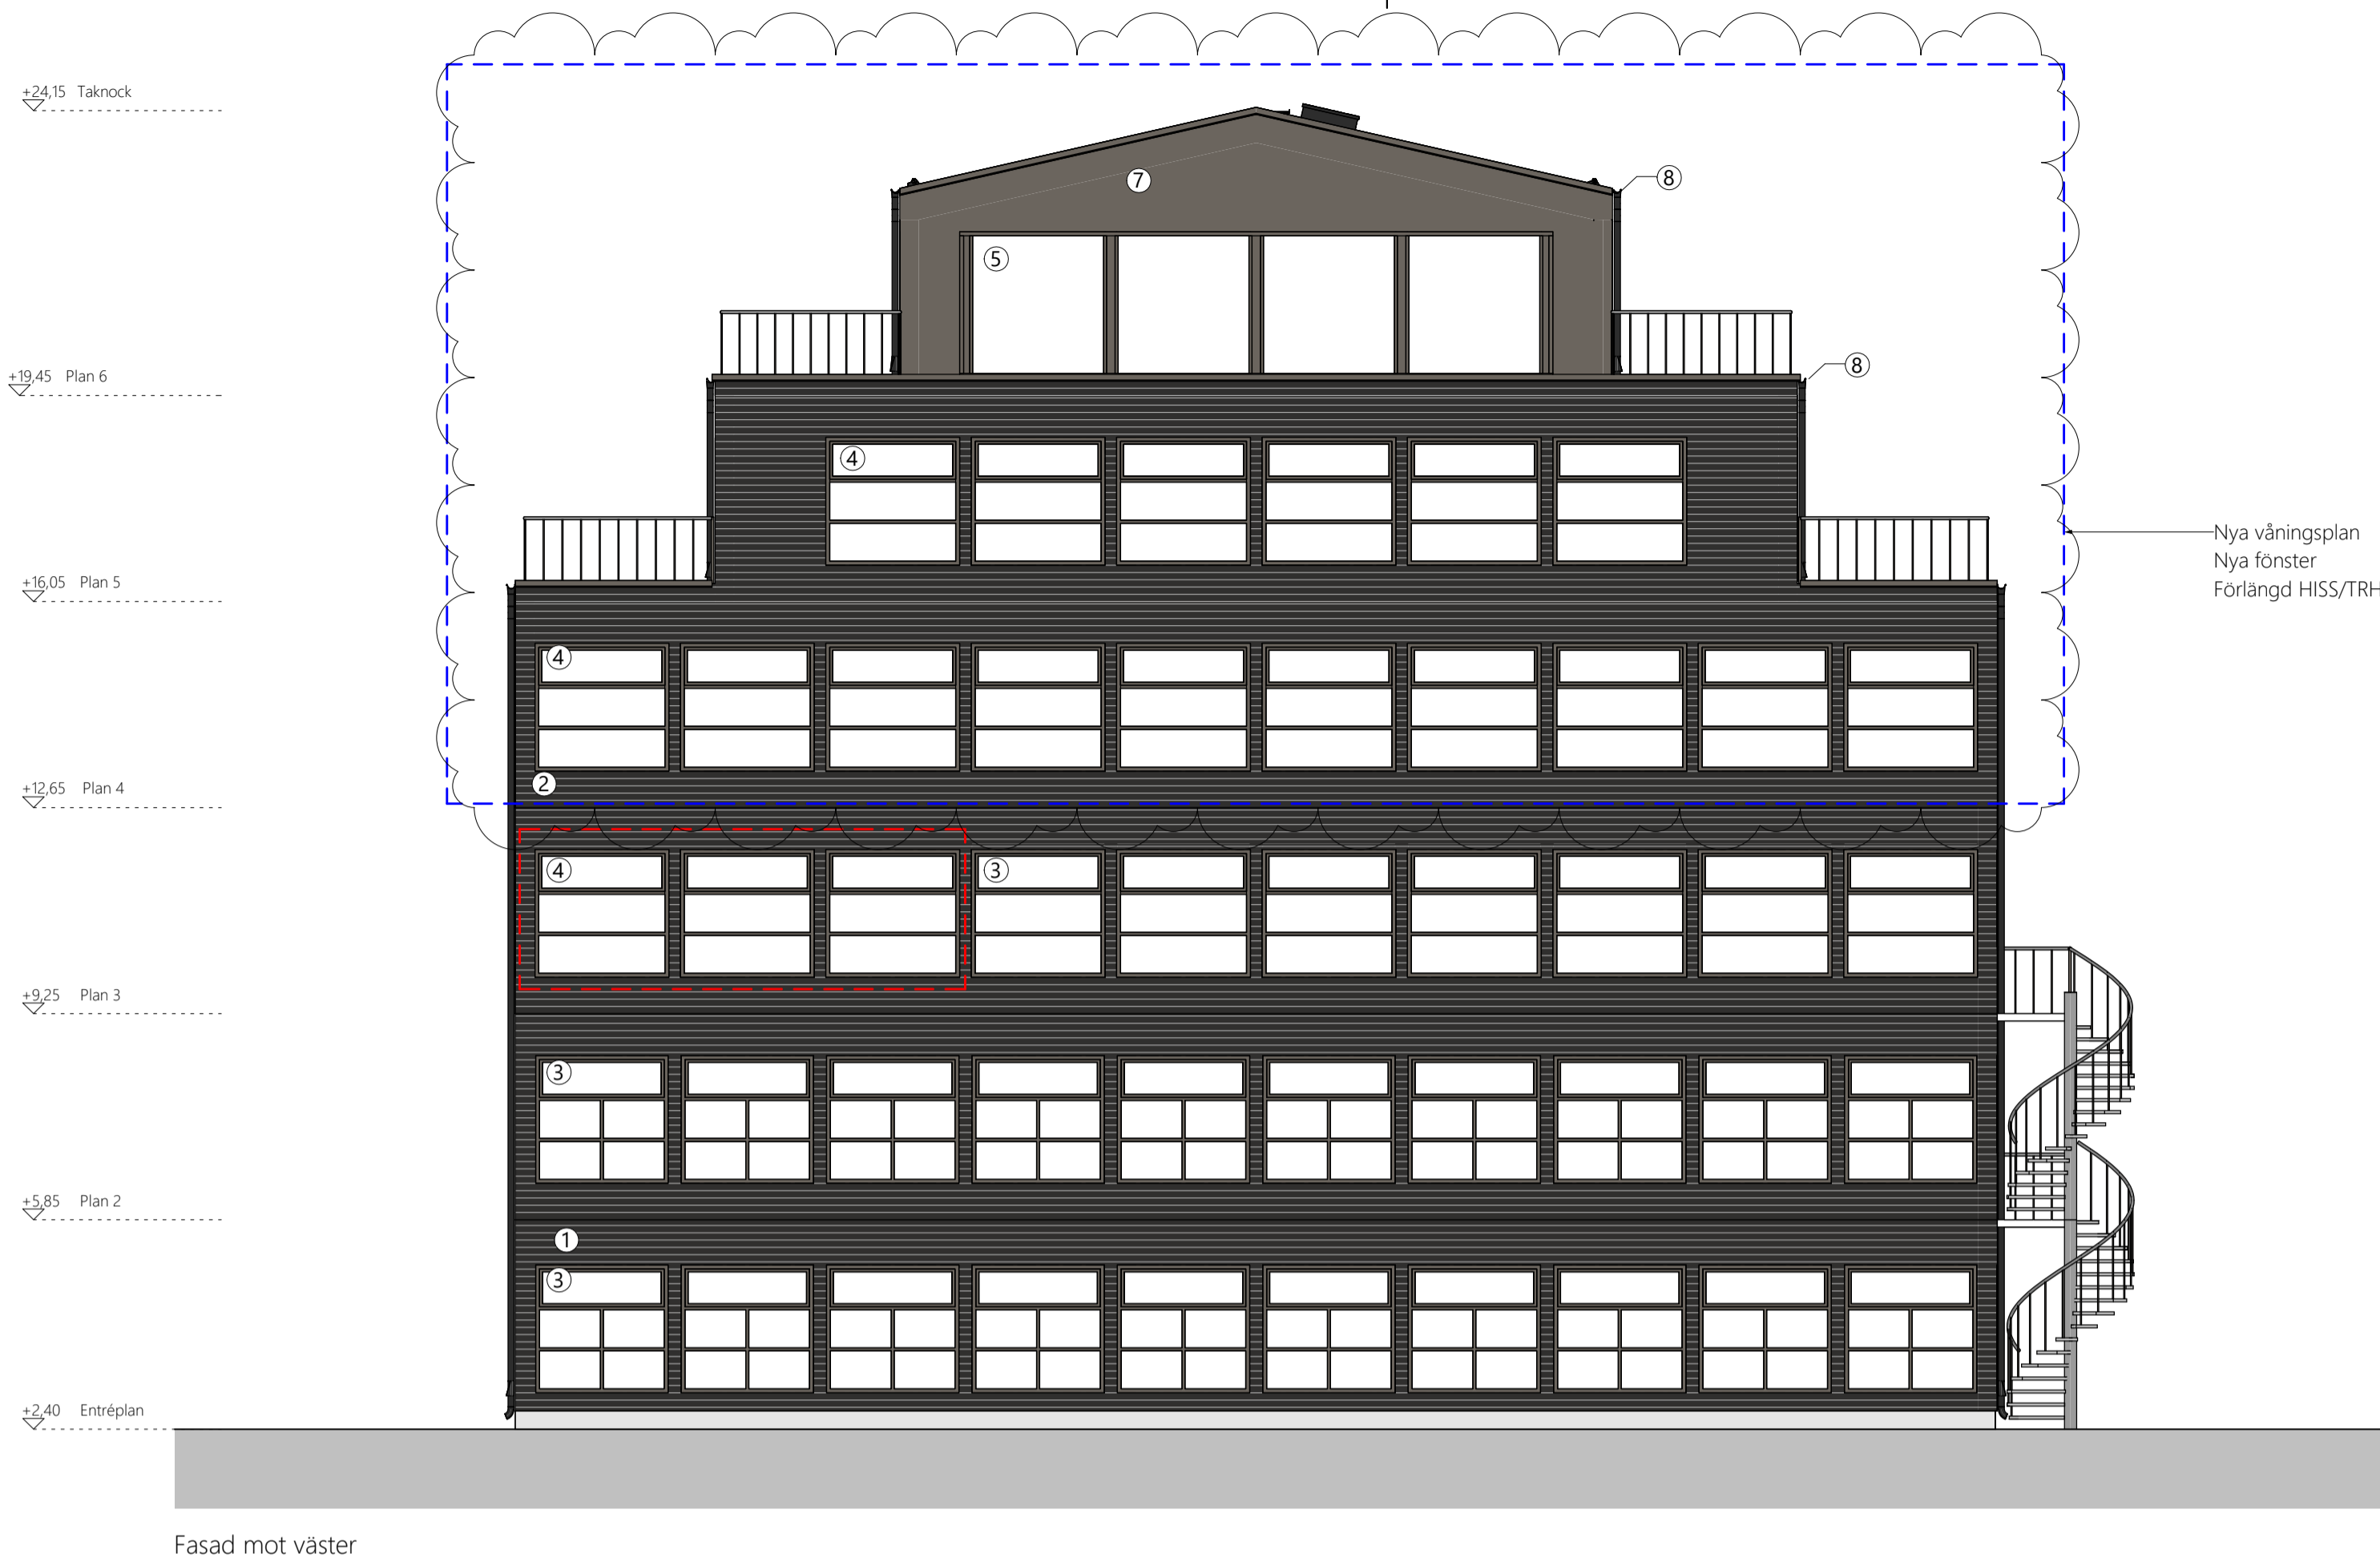 +24,15 Taknock
7
8
5
+19,45 Plan 6
8
4
Nya våningsplan
Nya fönster
Förlängd HISS/TRH
+16,05 Plan 5
4
2
+12,65 Plan 4
4
3
+9,25 Plan 3
3
+5,85 Plan 2
1
3
+2,40 Entréplan
Fasad mot väster